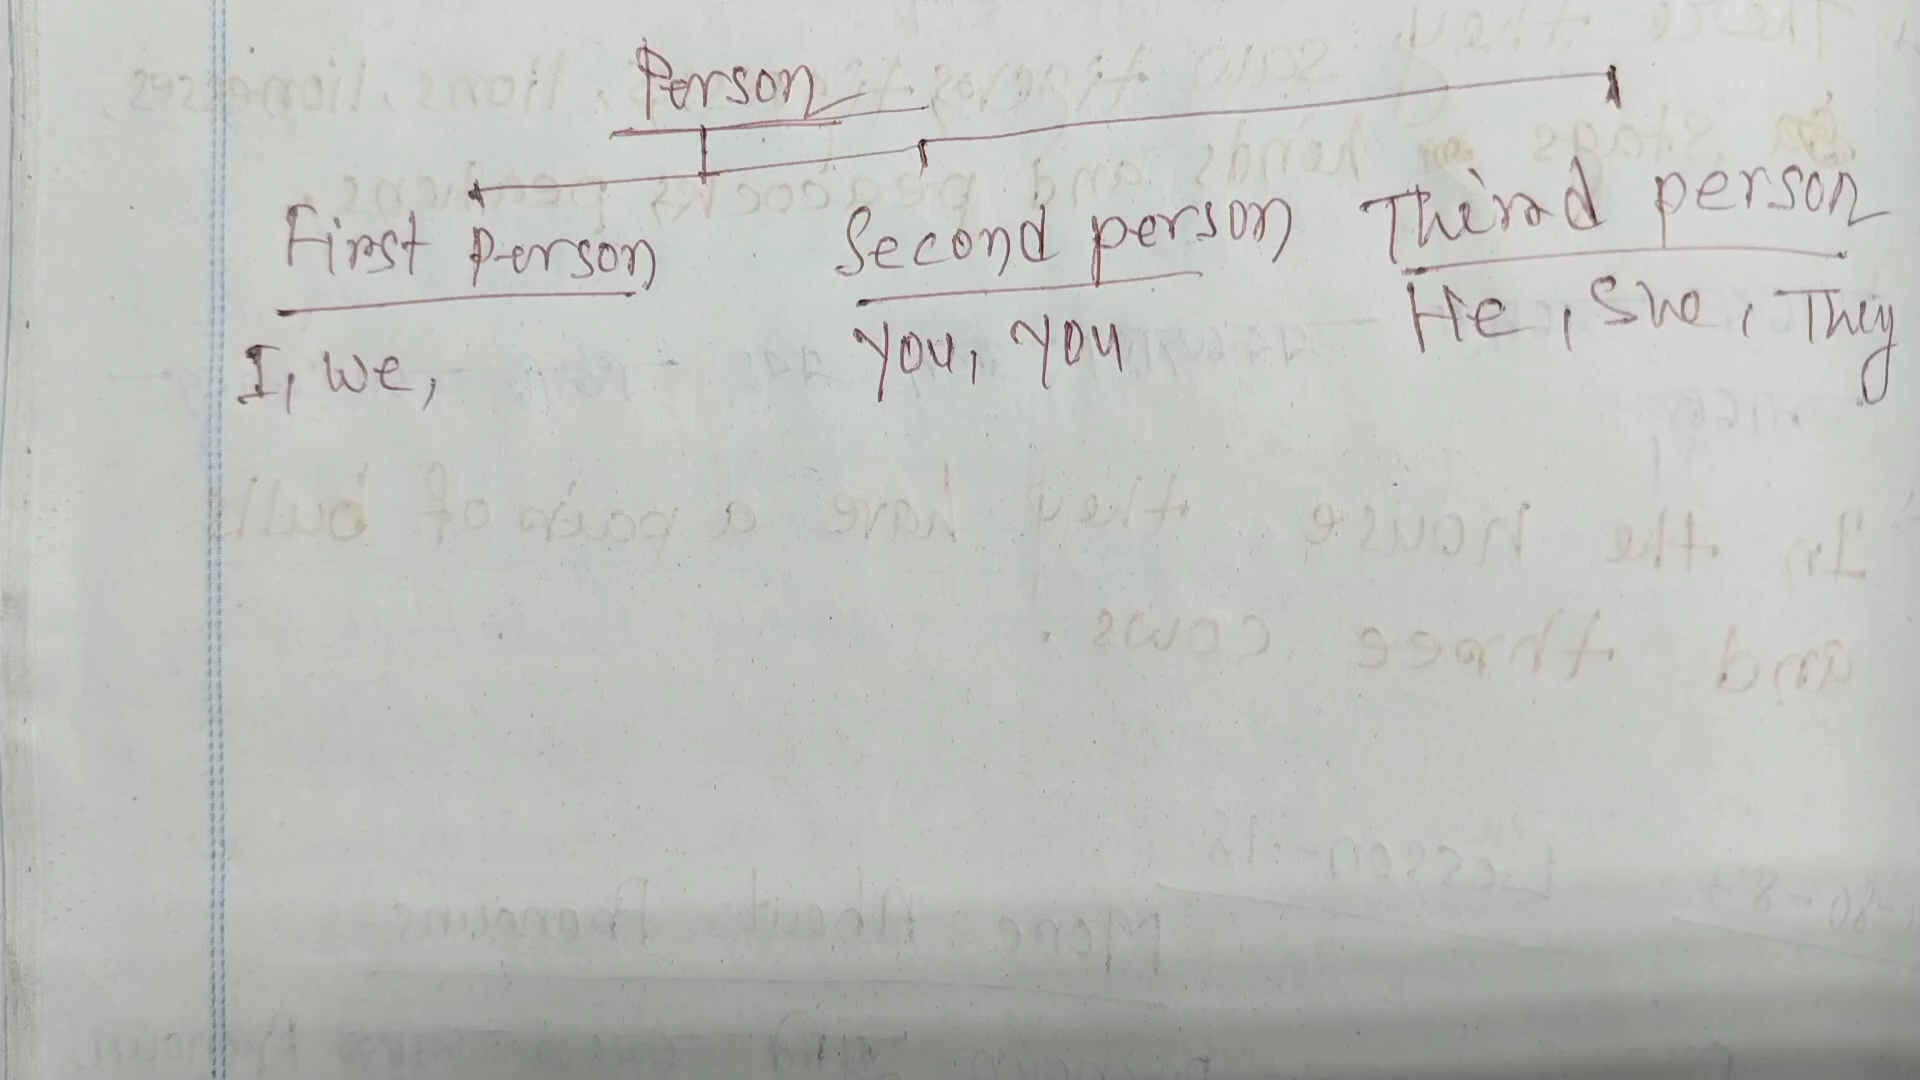 Person
First Person Second person Third person
I, we, You, You He, She, They